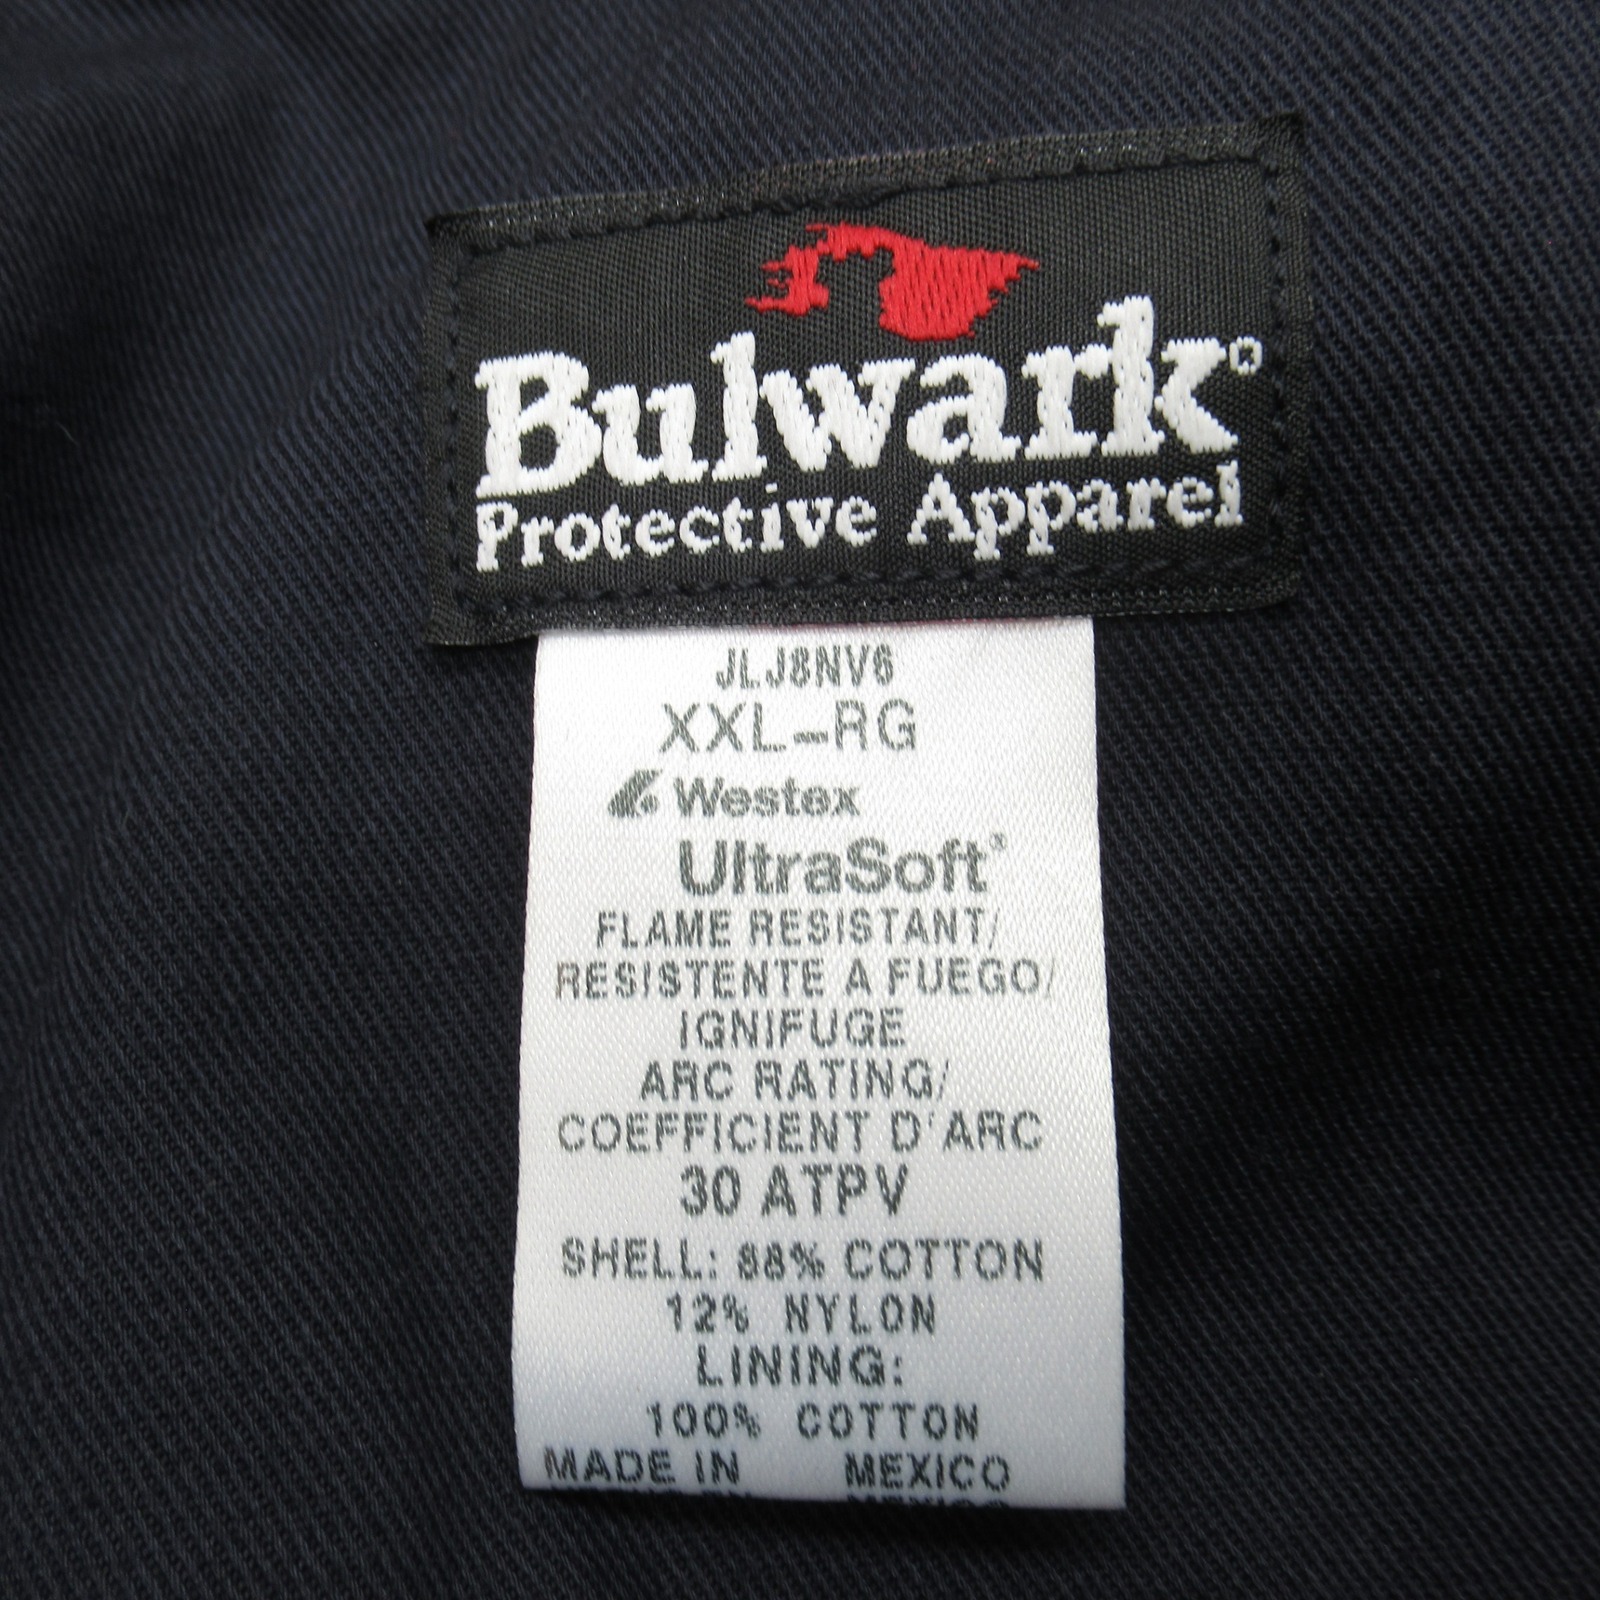 Bulwark®
Protective Apparel
JLJ8NV6
XXL-RG
Westex
UltraSoft®
FLAME RESISTANT/
RESISTENTE A FUEGO/
IGNIFUGE
ARC RATING/
COEFFICIENT D'ARC
30 ATPV
SHELL: 88% COTTON
12% NYLON
LINING:
100% COTTON
MADE IN MEXICO